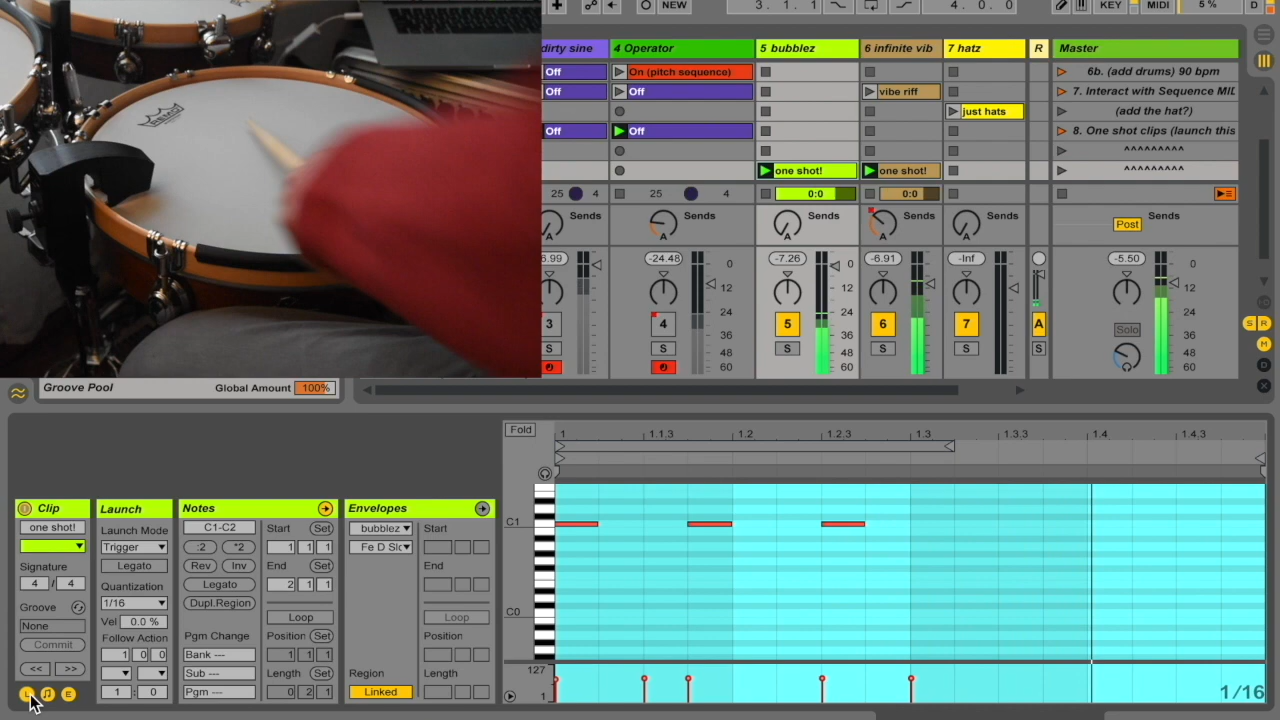 NEW
3. 1. 1
4. 0. 0
KEY
MIDI
5 %
D
dirty sine
4 Operator
5 bubblez
6 infinite vib
7 hatz
R
Master
Off
On (pitch sequence)
6b. (add drums) 90 bpm
Off
Off
vibe riff
7. Interact with Sequence MID
just hats
(add the hat?)
Off
Off
8. One shot clips (launch this
^^^^^^^^^
one shot!
one shot!
^^^^^^^^^
25 4
25 4
0:0
0:0
Sends
Sends
Sends
Sends
Sends
Post
A
A
A
A
A
6.99
-24.48
-7.26
-6.91
-Inf
-5.50
0
12
24
36
48
60
3
4
5
6
7
A
Solo
S
S
S
S
S
S
S R
M
D
REMO
Groove Pool
Global Amount
100%
Fold
1
1.1.3
1.2
1.2.3
1.3
1.3.3
1.4
1.4.3
C1
C0
127
1
1/16
Clip
one shot!
Signature
4 / 4
Groove
None
Commit
<<
>>
L
E
Launch
Launch Mode
Trigger
Legato
Quantization
1/16
Vel 0.0 %
Follow Action
1 0 0
1 : 0
Notes
C1-C2
:2
*2
Rev
Inv
Legato
Dupl.Region
Pgm Change
Bank ---
Sub ---
Pgm ---
Start
Set
1 1 1
End
Set
2 1 1
Loop
Position
Set
1 1 1
Length
Set
0 2 1
Envelopes
bubblez
Fe D Slo
Region
Linked
Start
End
Loop
Position
Length